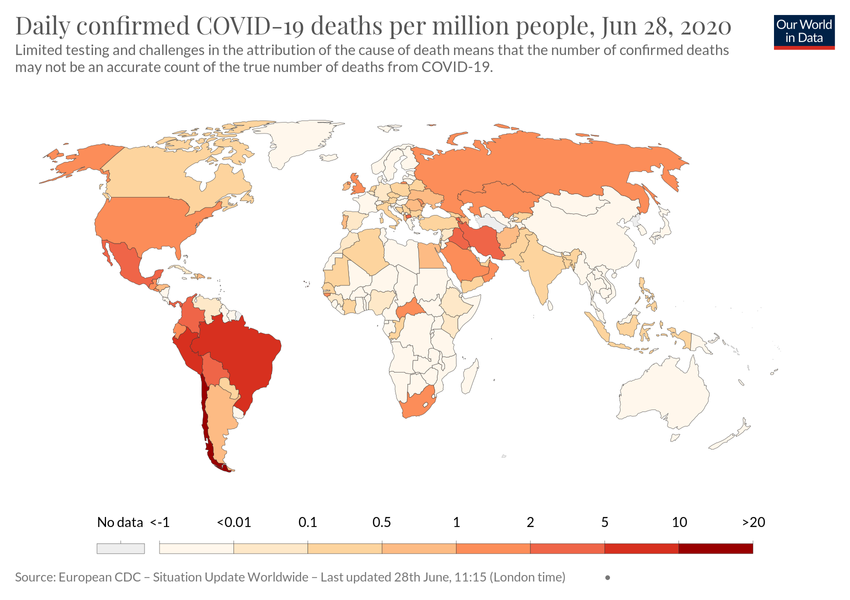 Daily confirmed COVID-19 deaths per million people, Jun 28, 2020
Our World
in Data
Limited testing and challenges in the attribution of the cause of death means that the number of confirmed deaths
may not be an accurate count of the true number of deaths from COVID-19.
No data <-1 <0.01 0.1 0.5 1 2 5 10 >20
Source: European CDC – Situation Update Worldwide – Last updated 28th June, 11:15 (London time) •